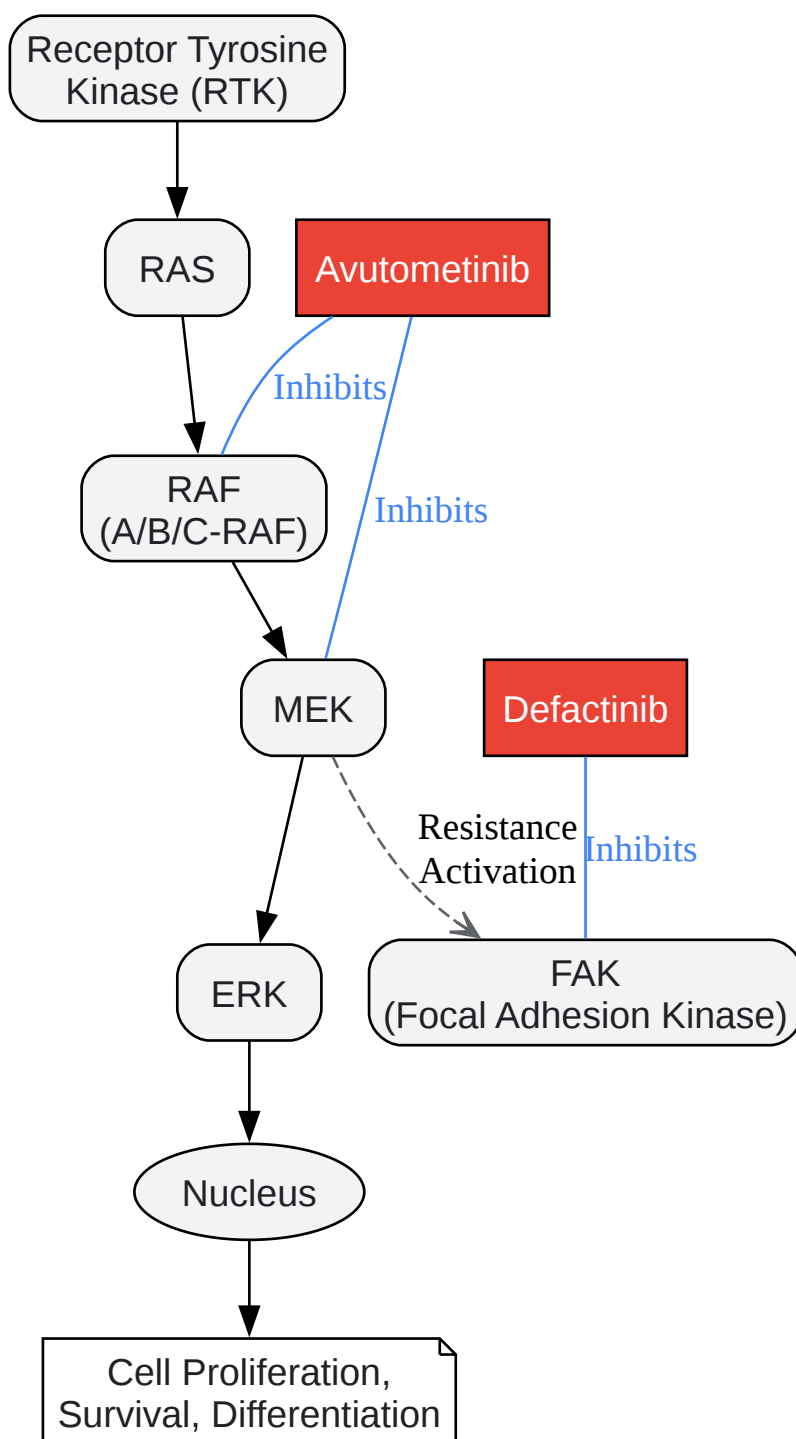 Receptor Tyrosine
Kinase (RTK)
RAS
Avutometinib
Inhibits
RAF
(A/B/C-RAF)
Inhibits
MEK
Defactinib
Resistance
Activation
Inhibits
ERK
FAK
(Focal Adhesion Kinase)
Nucleus
Cell Proliferation,
Survival, Differentiation